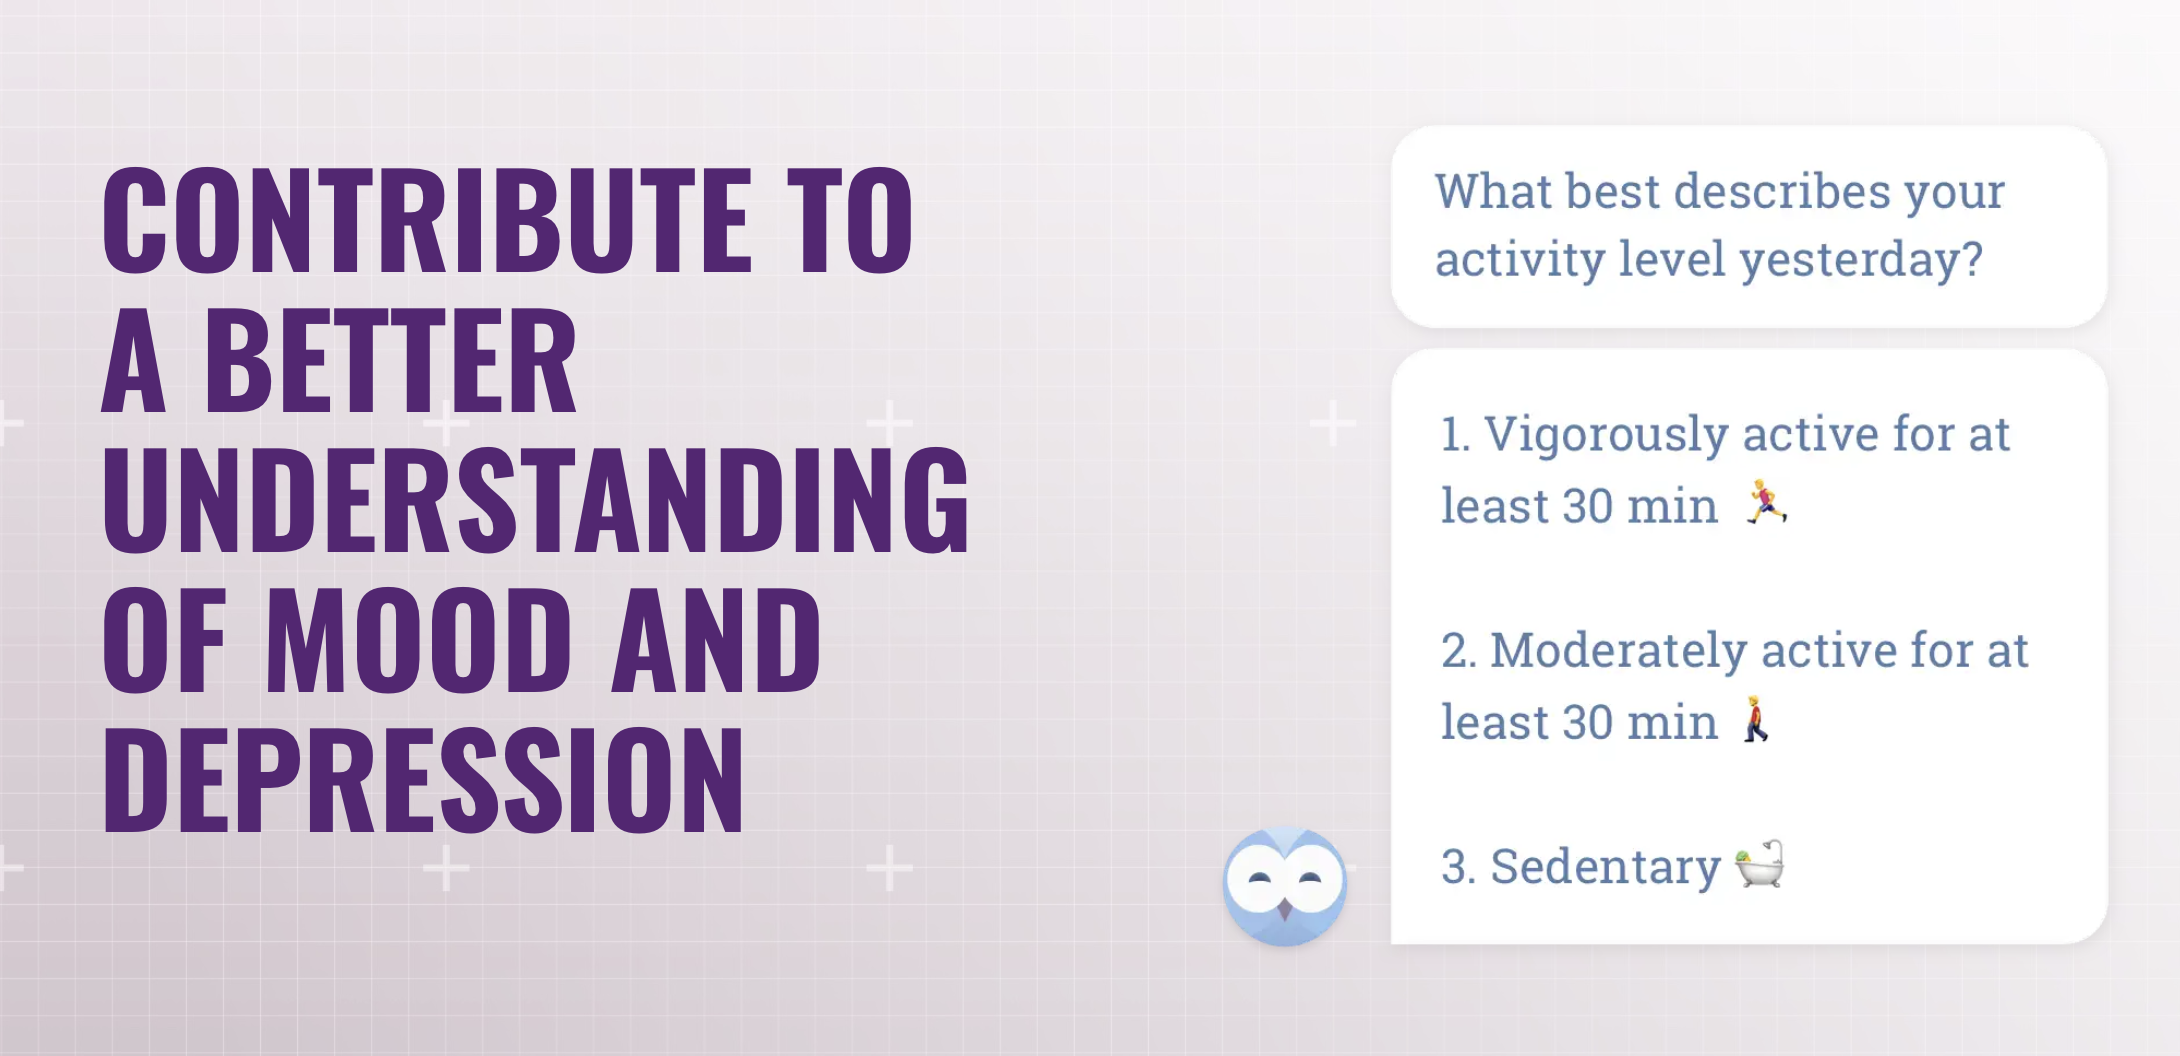 CONTRIBUTE TO
A BETTER
UNDERSTANDING
OF MOOD AND
DEPRESSION
What best describes your
activity level yesterday?
1. Vigorously active for at
least 30 min 🏃
2. Moderately active for at
least 30 min 🚶
3. Sedentary 🛀